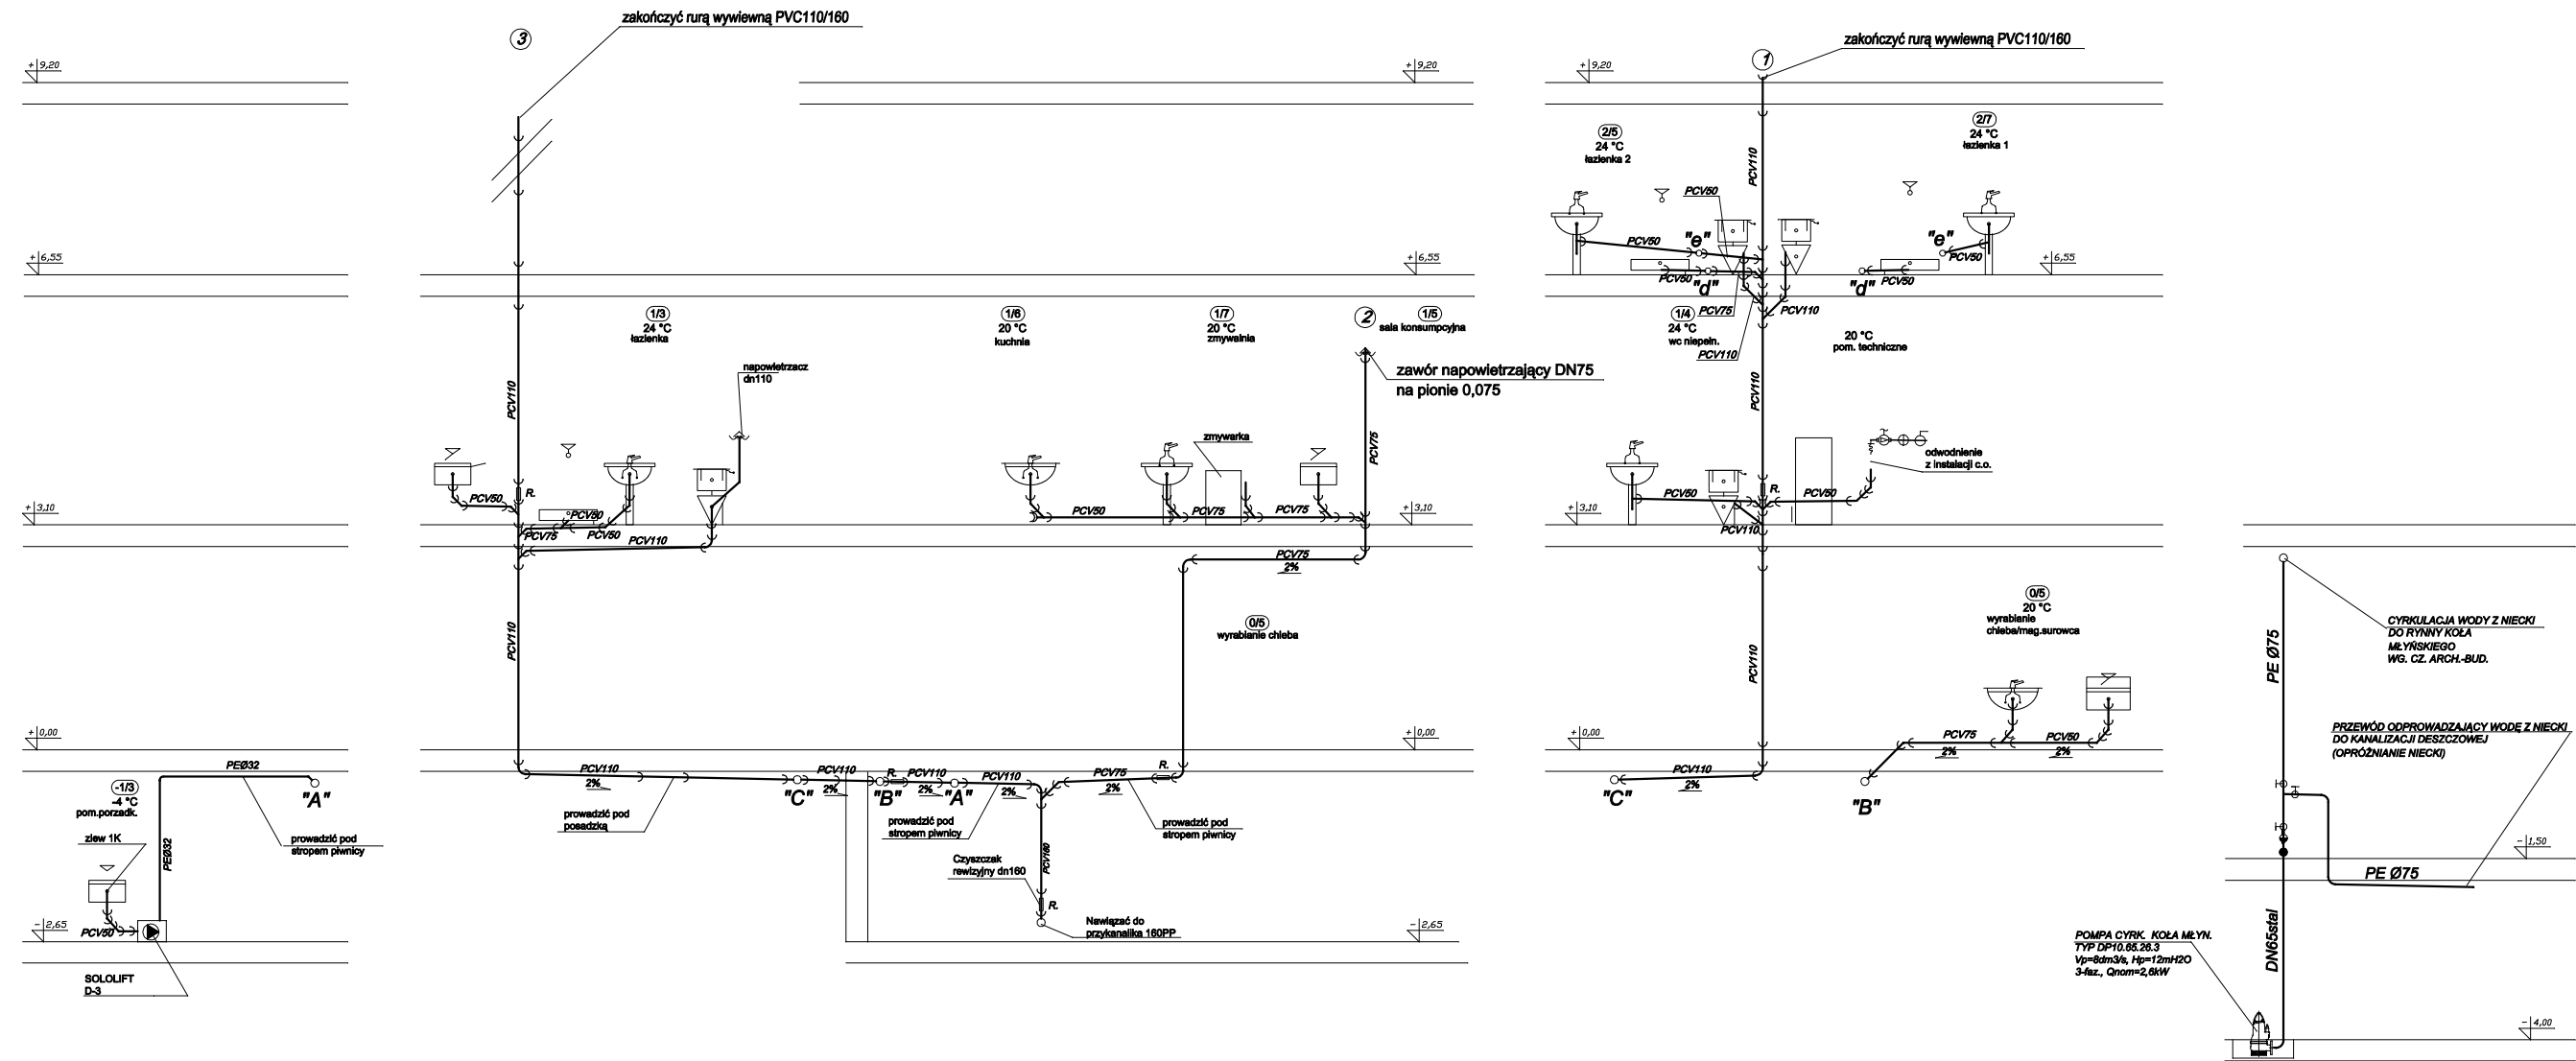 zakończyć rurą wywiewną PVC110/160
3
+ 9,20
+ 9,20
+ 6,55
+ 6,55
PCV110
1/3
24 °C
łazienka
1/6
20 °C
kuchnia
1/7
20 °C
zmywalnia
2
1/5
sala konsumpcyjna
napowietrzacz
dn110
zawór napowietrzający DN75
na pionie 0,075
PCV75
zmywarka
PCV50
R.
PCV50
PCV75
PCV50
PCV110
PCV50
PCV75
PCV75
+ 3,10
+ 3,10
PCV75
2%
PCV110
0/5
wyrabianie chleba
+ 0,00
+ 0,00
PEØ32
"A"
-1/3
-4 °C
pom.porządk.
zlew 1K
PEØ32
prowadzić pod
stropem piwnicy
PCV50
- 2,65
SOLOLIFT
D-3
PCV110
2%
prowadzić pod
posadzką
"C"
PCV110
2%
"B"
R.
PCV110
2%
"A"
PCV110
2%
prowadzić pod
stropem piwnicy
PCV75
2%
R.
prowadzić pod
stropem piwnicy
PCV160
Czyszczak
rewizyjny dn160
R.
Nawiązać do
przykanalika 160PP
- 2,65
zakończyć rurą wywiewną PVC110/160
1
+ 9,20
2/5
24 °C
łazienka 2
2/7
24 °C
łazienka 1
PCV110
PCV50
PCV50
"e"
PCV50
"d"
"e"
PCV50
PCV50
"d"
+ 6,55
1/4
24 °C
wc niepełn.
PCV75
PCV110
PCV110
20 °C
pom. techniczne
PCV110
odwodnienie
z instalacji c.o.
PCV50
R.
PCV50
PCV110
+ 3,10
PCV110
0/5
20 °C
wyrabianie
chleba/mag.surowca
PCV75
2%
PCV50
2%
+ 0,00
PCV110
2%
"C"
"B"
PE Ø75
CYRKULACJA WODY Z NIECKI
DO RYNNY KOŁA
MŁYŃSKIEGO
WG. CZ. ARCH.-BUD.
PRZEWÓD ODPROWADZAJĄCY WODĘ Z NIECKI
DO KANALIZACJI DESZCZOWEJ
(OPRÓŻNIANIE NIECKI)
- 1,50
PE Ø75
DN65stal
POMPA CYRK. KOŁA MŁYN.
TYP DP10.65.26.3
Vp=8dm3/s, Hp=12mH2O
3-faz., Qnom=2,6kW
- 4,00